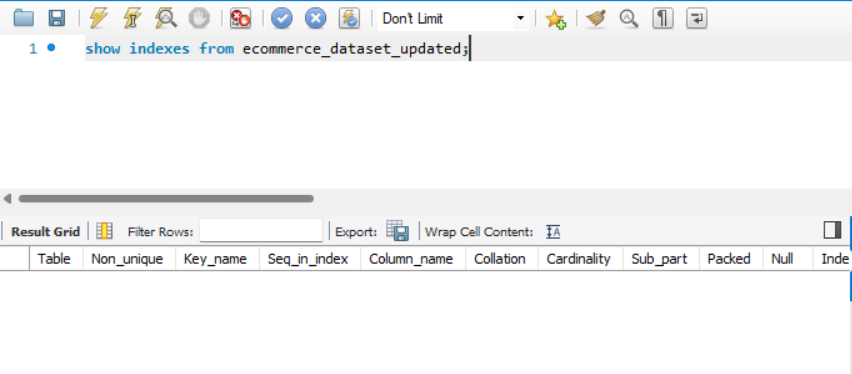 Don't Limit
1 show indexes from ecommerce_dataset_updated;
Result Grid Filter Rows: Export: Wrap Cell Content:
Table Non_unique Key_name Seq_in_index Column_name Collation Cardinality Sub_part Packed Null Inde